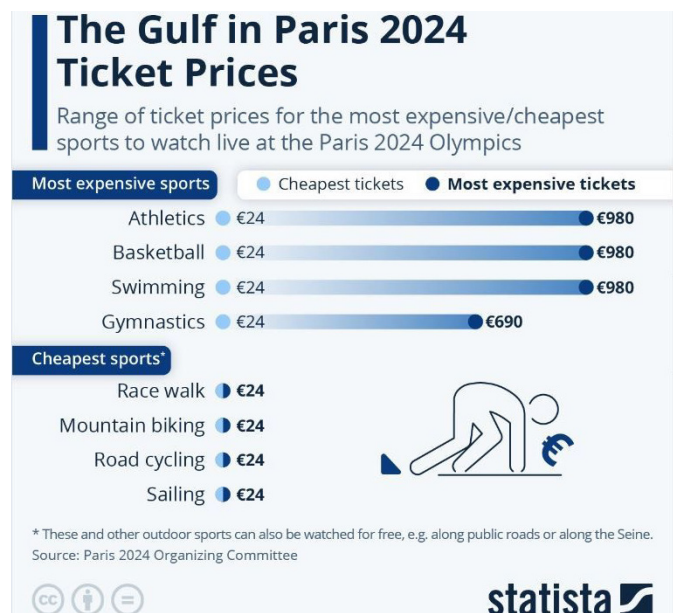 The Gulf in Paris 2024
Ticket Prices
Range of ticket prices for the most expensive/cheapest
sports to watch live at the Paris 2024 Olympics
Most expensive sports Cheapest tickets Most expensive tickets
Athletics €24 €980
Basketball €24 €980
Swimming €24 €980
Gymnastics €24 €690
Cheapest sports*
Race walk €24
Mountain biking €24
Road cycling €24
Sailing €24
€
* These and other outdoor sports can also be watched for free, e.g. along public roads or along the Seine.
Source: Paris 2024 Organizing Committee
cc =
statista